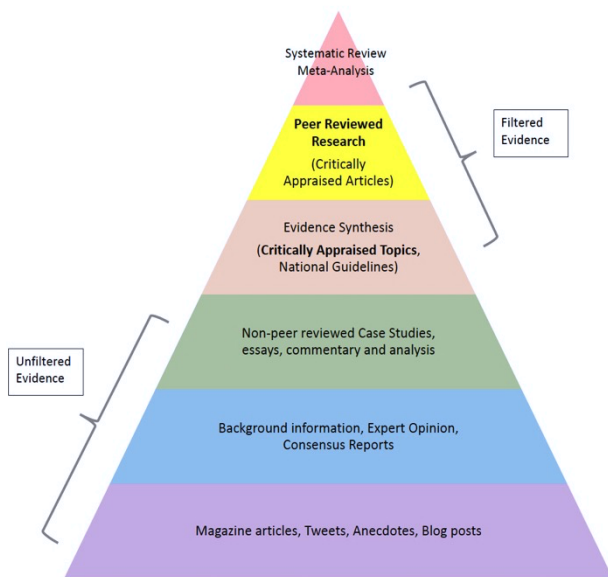 Systematic Review
Meta-Analysis
Peer Reviewed
Research
(Critically
Appraised Articles)
Filtered
Evidence
Evidence Synthesis
(Critically Appraised Topics,
National Guidelines)
Non-peer reviewed Case Studies,
essays, commentary and analysis
Unfiltered
Evidence
Background information, Expert Opinion,
Consensus Reports
Magazine articles, Tweets, Anecdotes, Blog posts